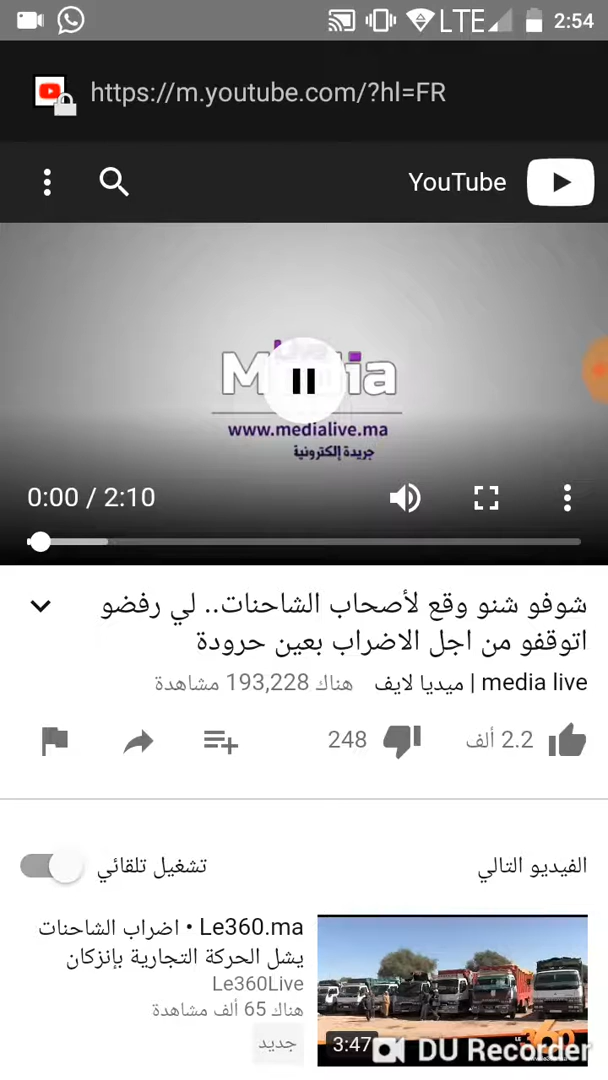 LTE 2:54
https://m.youtube.com/?hl=FR
YouTube
Media
www.medialive.ma
جريدة إلكترونية
0:00 / 2:10
شوفو شنو وقع لأصحاب الشاحنات.. لي رفضو
اتوقفو من اجل الاضراب بعين حرودة
media live | ميديا لايف هناك 193,228 مشاهدة
2.2 ألف 248
الفيديو التالي تشغيل تلقائي
Le360.ma • اضراب الشاحنات
يشل الحركة التجارية بإنزكان
Le360Live
هناك 65 ألف مشاهدة
جديد
3:47
DU Recorder